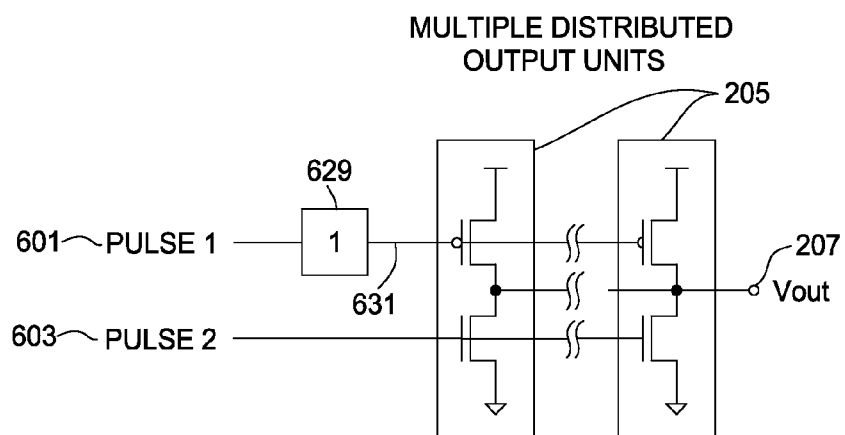 MULTIPLE DISTRIBUTED
OUTPUT UNITS
205
629
601 PULSE 1
1
631
207
Vout
603 PULSE 2